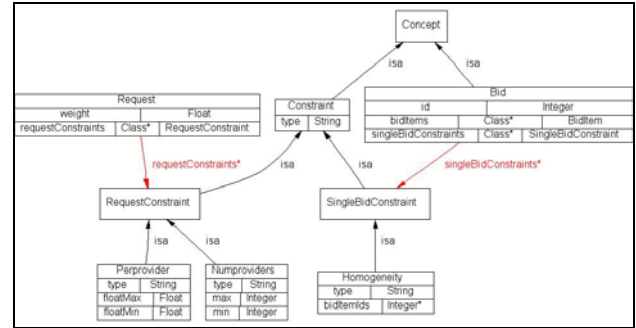 Concept
isa
isa
Request
weight Float
requestConstraints Class* RequestConstraint
Constraint
type String
Bid
id Integer
bidItems Class* BidItem
singleBidConstraints Class* SingleBidConstraint
requestConstraints*
isa
isa
singleBidConstraints*
RequestConstraint
SingleBidConstraint
isa
isa
isa
Perprovider
type String
floatMax Float
floatMin Float
Numproviders
type String
max Integer
min Integer
Homogeneity
type String
bidItemIds Integer*